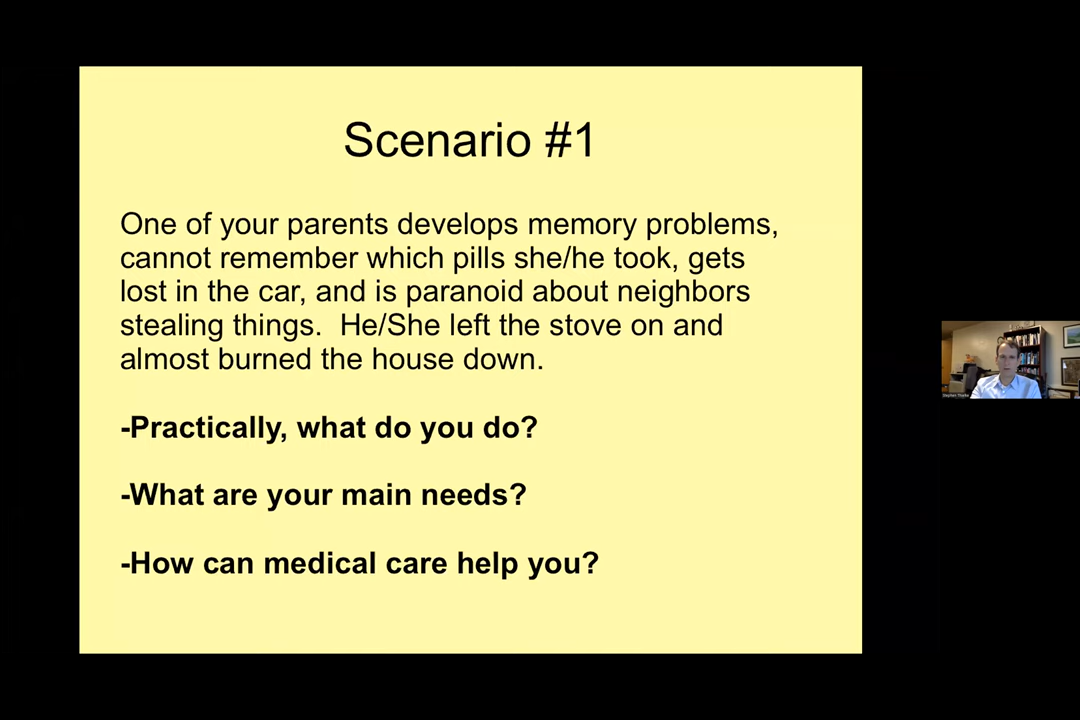 Scenario #1
One of your parents develops memory problems,
cannot remember which pills she/he took, gets
lost in the car, and is paranoid about neighbors
stealing things.  He/She left the stove on and
almost burned the house down.
-Practically, what do you do?
-What are your main needs?
-How can medical care help you?